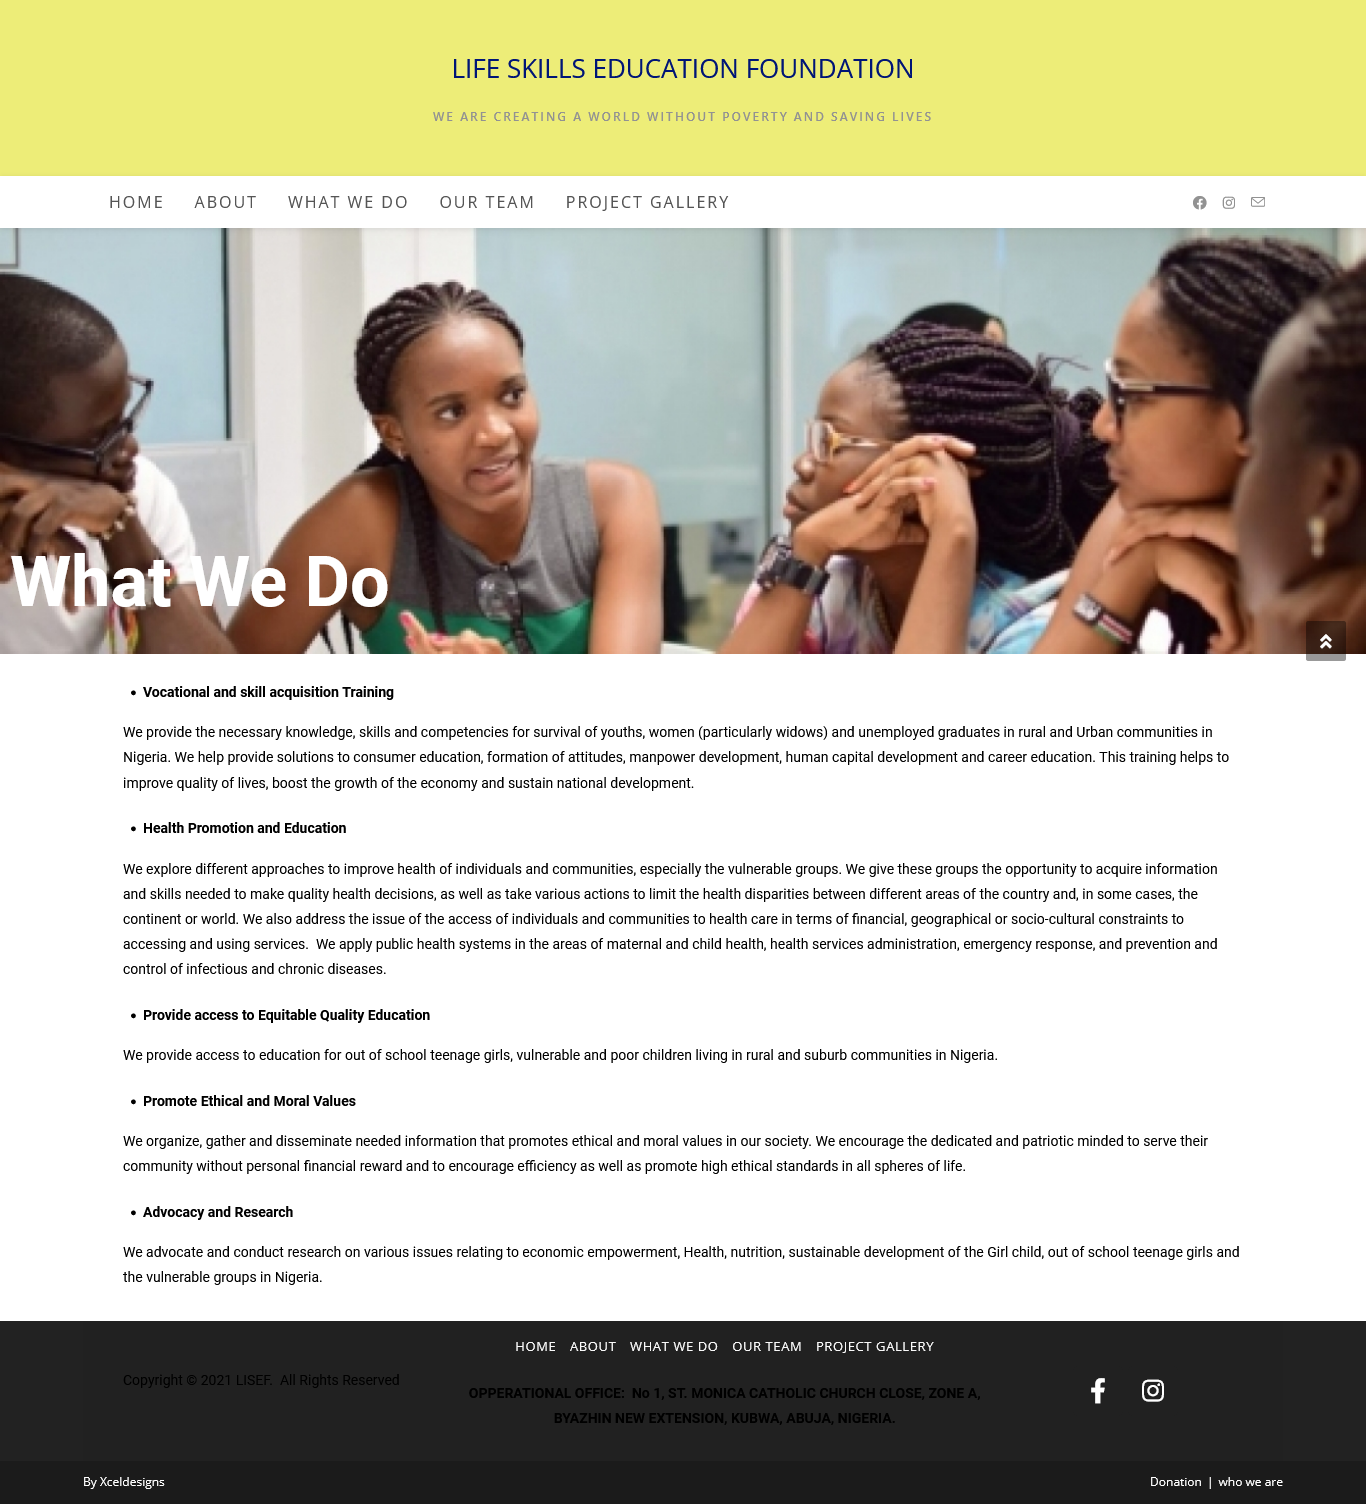 LIFE SKILLS EDUCATION FOUNDATION
WE ARE CREATING A WORLD WITHOUT POVERTY AND SAVING LIVES
HOME ABOUT WHAT WE DO OUR TEAM PROJECT GALLERY
What We Do
• Vocational and skill acquisition Training
We provide the necessary knowledge, skills and competencies for survival of youths, women (particularly widows) and unemployed graduates in rural and Urban communities in
Nigeria. We help provide solutions to consumer education, formation of attitudes, manpower development, human capital development and career education. This training helps to
improve quality of lives, boost the growth of the economy and sustain national development.
• Health Promotion and Education
We explore different approaches to improve health of individuals and communities, especially the vulnerable groups. We give these groups the opportunity to acquire information
and skills needed to make quality health decisions, as well as take various actions to limit the health disparities between different areas of the country and, in some cases, the
continent or world. We also address the issue of the access of individuals and communities to health care in terms of financial, geographical or socio-cultural constraints to
accessing and using services.  We apply public health systems in the areas of maternal and child health, health services administration, emergency response, and prevention and
control of infectious and chronic diseases.
• Provide access to Equitable Quality Education
We provide access to education for out of school teenage girls, vulnerable and poor children living in rural and suburb communities in Nigeria.
• Promote Ethical and Moral Values
We organize, gather and disseminate needed information that promotes ethical and moral values in our society. We encourage the dedicated and patriotic minded to serve their
community without personal financial reward and to encourage efficiency as well as promote high ethical standards in all spheres of life.
• Advocacy and Research
We advocate and conduct research on various issues relating to economic empowerment, Health, nutrition, sustainable development of the Girl child, out of school teenage girls and
the vulnerable groups in Nigeria.
HOME ABOUT WHAT WE DO OUR TEAM PROJECT GALLERY
Copyright © 2021 LISEF.  All Rights Reserved
OPPERATIONAL OFFICE:  No 1, ST. MONICA CATHOLIC CHURCH CLOSE, ZONE A,
BYAZHIN NEW EXTENSION, KUBWA, ABUJA, NIGERIA.
By Xceldesigns
Donation | who we are